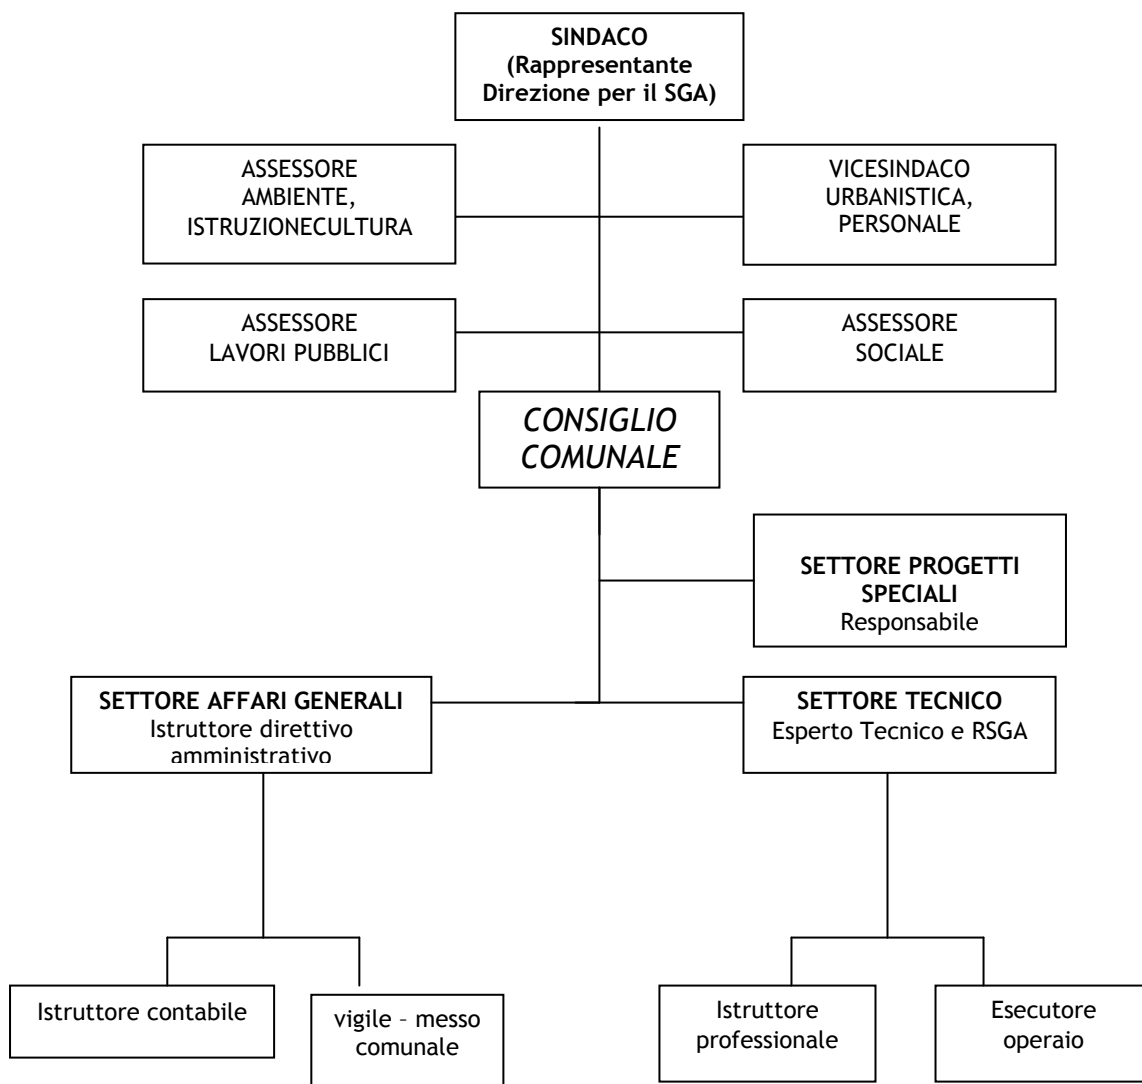 SINDACO
(Rappresentante
Direzione per il SGA)
ASSESSORE
AMBIENTE,
ISTRUZIONECULTURA
VICESINDACO
URBANISTICA,
PERSONALE
ASSESSORE
LAVORI PUBBLICI
ASSESSORE
SOCIALE
CONSIGLIO
COMUNALE
SETTORE PROGETTI
SPECIALI
Responsabile
SETTORE AFFARI GENERALI
Istruttore direttivo
amministrativo
SETTORE TECNICO
Esperto Tecnico e RSGA
Istruttore contabile
vigile – messo
comunale
Istruttore
professionale
Esecutore
operaio